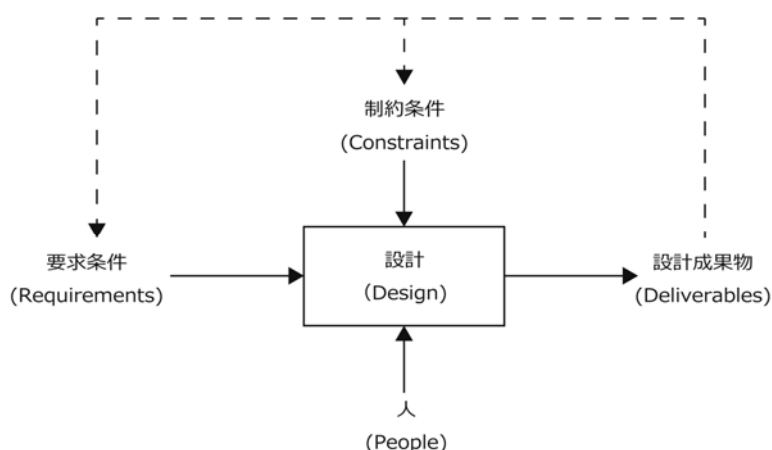 制約条件
(Constraints)
要求条件
(Requirements)
設計
(Design)
設計成果物
(Deliverables)
人
(People)